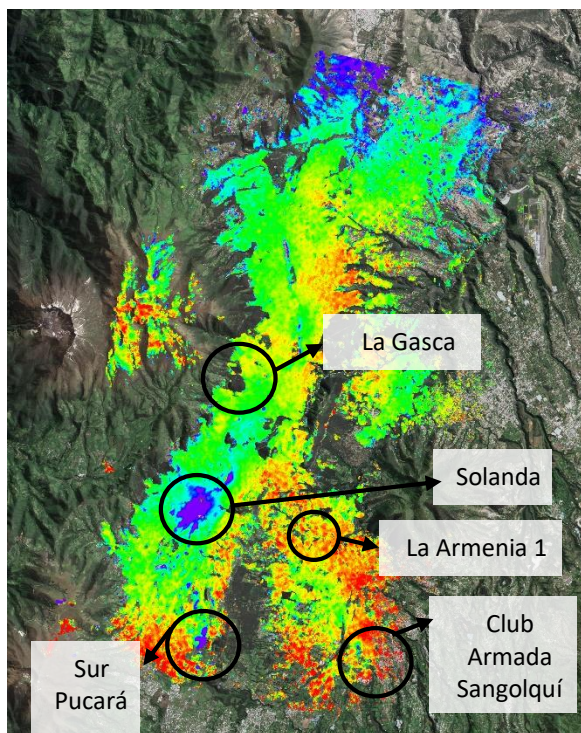 La Gasca
Solanda
La Armenia 1
Club
Armada
Sangolquí
Sur
Pucará